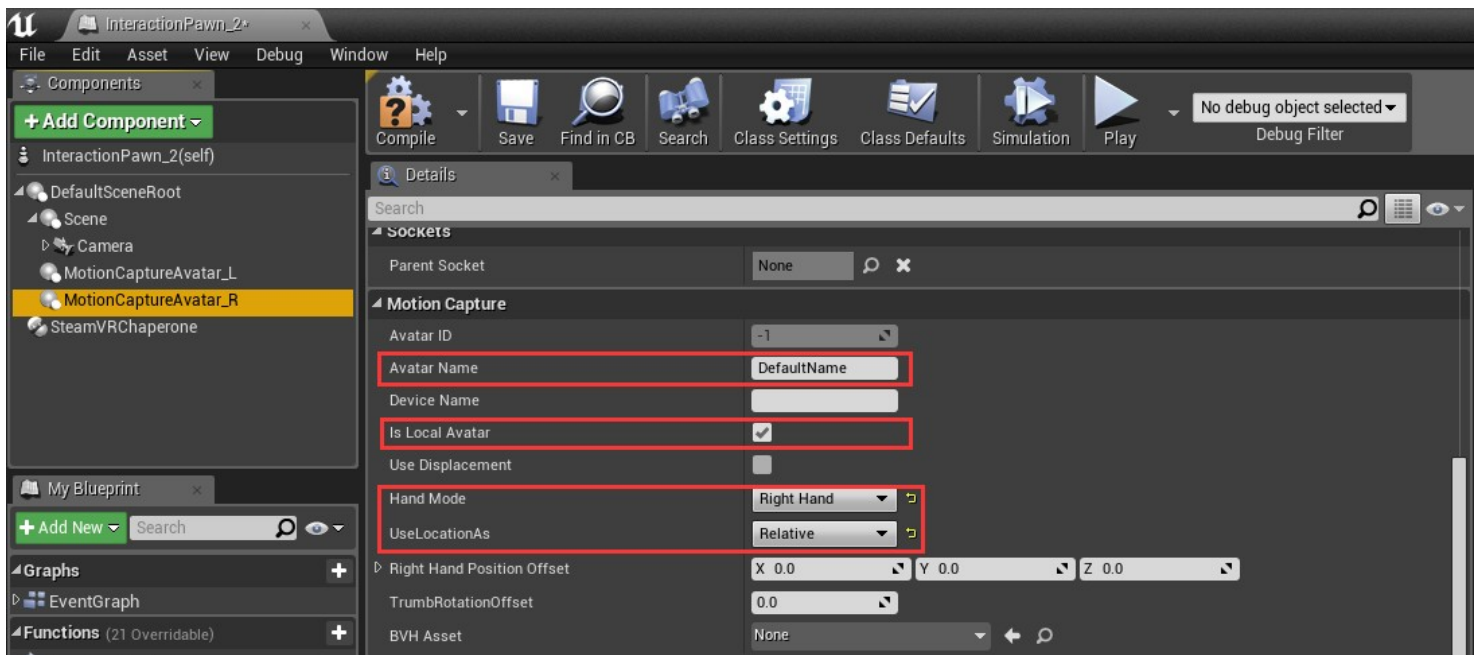 InteractionPawn_2*
File Edit Asset View Debug Window Help
Components
+ Add Component
InteractionPawn_2(self)
DefaultSceneRoot
Scene
Camera
MotionCaptureAvatar_L
MotionCaptureAvatar_R
SteamVRChaperone
My Blueprint
+ Add New Search
Graphs
EventGraph
Functions (21 Overridable)
Compile Save Find in CB Search Class Settings Class Defaults Simulation Play
No debug object selected
Debug Filter
Details
Search
Sockets
Parent Socket None
Motion Capture
Avatar ID -1
Avatar Name DefaultName
Device Name
Is Local Avatar
Use Displacement
Hand Mode Right Hand
UseLocationAs Relative
Right Hand Position Offset X 0.0 Y 0.0 Z 0.0
TrumbRotationOffset 0.0
BVH Asset None